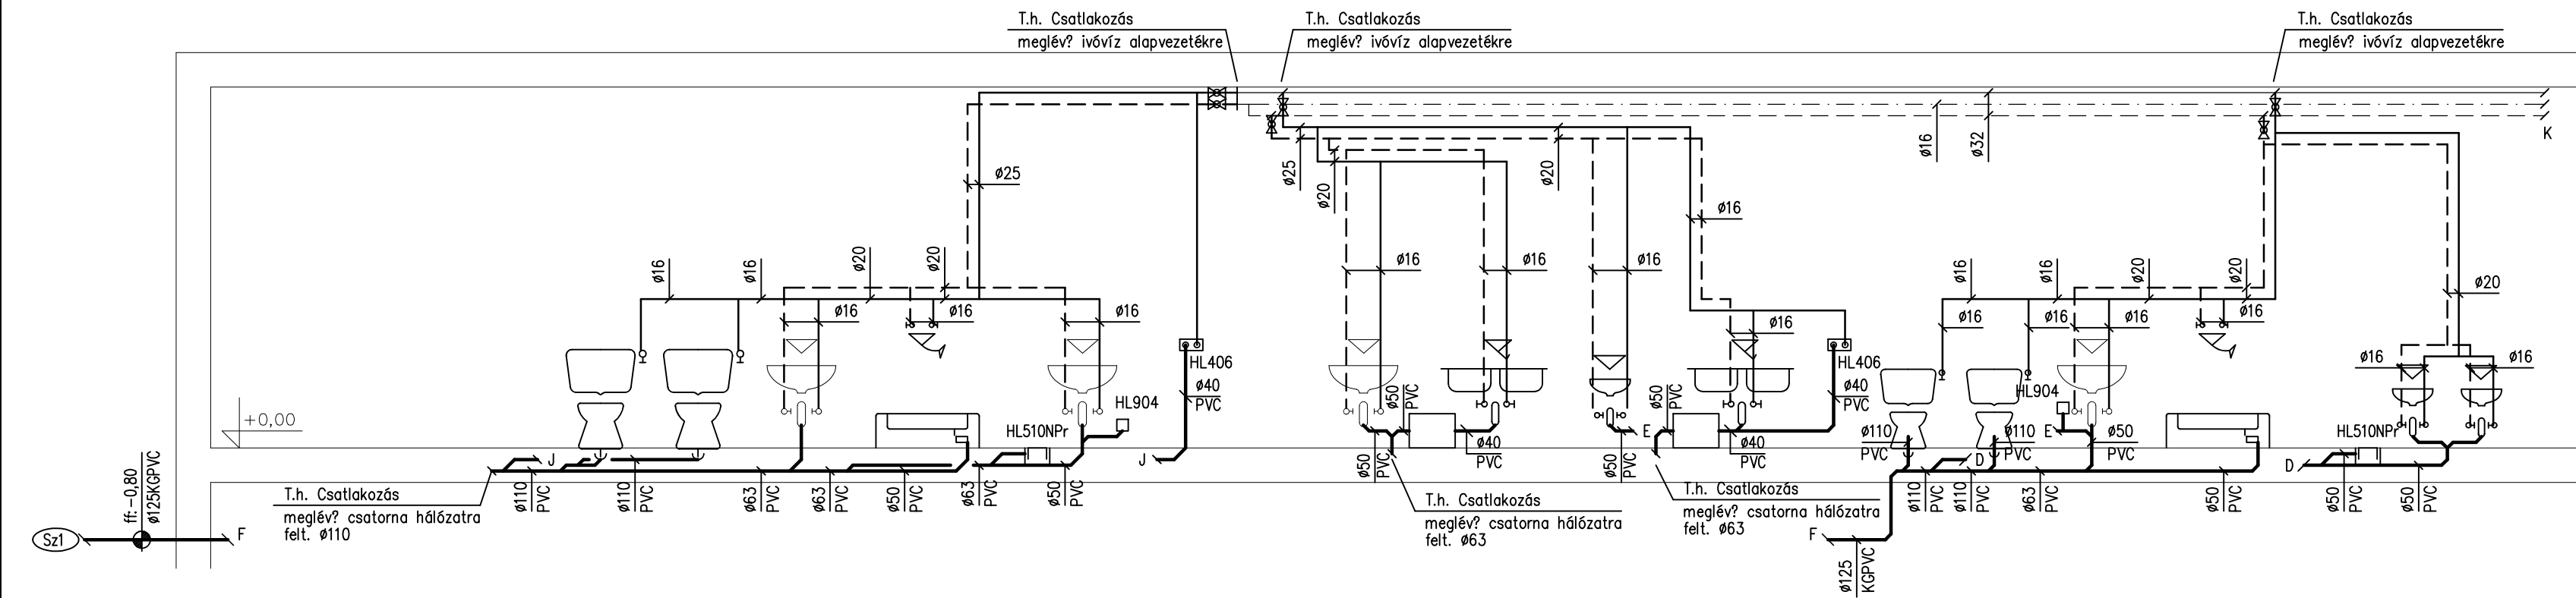 T.h. Csatlakozás
meglév? ivóvíz alapvezetékre
T.h. Csatlakozás
meglév? ivóvíz alapvezetékre
T.h. Csatlakozás
meglév? ivóvíz alapvezetékre
K
ø16
ø32
ø25
ø25
ø20
ø20
ø16
ø16
ø16
ø20
ø20
ø16
ø16
ø16
ø16
ø16
ø16
ø16
ø16
ø16
ø20
ø20
ø20
ø16
ø16
ø16
ø16
ø16
ø16
HL406
ø40
PVC
HL406
ø40
PVC
HL904
HL904
+0,00
HL510NPr
HL510NPr
ø50
PVC
ø50
PVC
ø40
PVC
ø40
PVC
ø110
PVC
ø110
PVC
ø50
PVC
J
J
E
E
D
D
ø110
PVC
ø110
PVC
ø63
PVC
ø63
PVC
ø50
PVC
ø63
PVC
ø50
PVC
ø50
PVC
ø50
PVC
ø110
PVC
ø110
PVC
ø63
PVC
ø50
PVC
ø50
PVC
ø50
PVC
T.h. Csatlakozás
meglév? csatorna hálózatra
felt. ø110
T.h. Csatlakozás
meglév? csatorna hálózatra
felt. ø63
T.h. Csatlakozás
meglév? csatorna hálózatra
felt. ø63
ff:-0,80
ø125KGPVC
Sz1
F
F
ø125
KGPVC